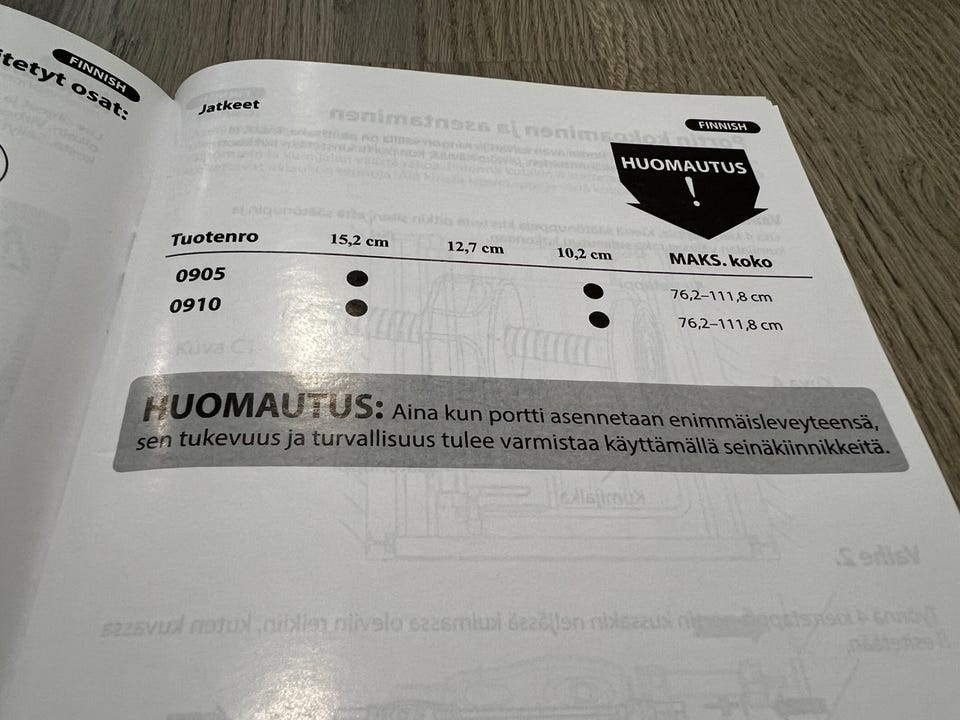 FINNISH
osat:
Jatkeet
FINNISH
HUOMAUTUS
!
Tuotenro 15,2 cm 12,7 cm 10,2 cm MAKS. koko
0905 ● ● 76,2–111,8 cm
0910 ● ● 76,2–111,8 cm
HUOMAUTUS: Aina kun portti asennetaan enimmäisleveyteensä,
sen tukevuus ja turvallisuus tulee varmistaa käyttämällä seinäkiinnikkeitä.